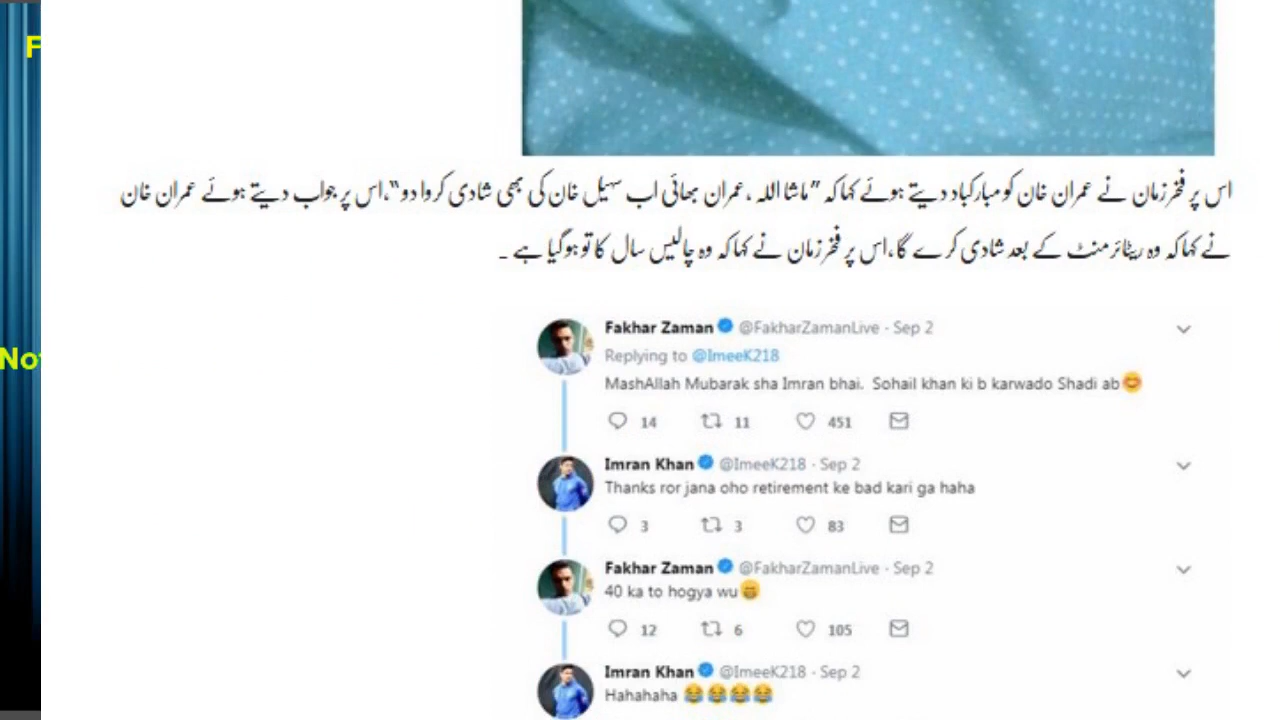 اس پر فخر زمان نے عمران خان کو مبارکباد دیتے ہوئے کہا کہ ”ماشا اللہ ،عمران بھائی اب سہیل خان کی بھی شادی کروا دو“،اس پر جواب دیتے ہوئے عمران خان
نے کہا کہ وہ ریٹائرمنٹ کے بعد شادی کرے گا،اس پر فخر زمان نے کہا کہ وہ چالیس سال کا تو ہوگیا ہے ۔
F
Fakhar Zaman @FakharZamanLive · Sep 2
Replying to @ImeeK218
No
MashAllah Mubarak sha Imran bhai. Sohail khan ki b karwado Shadi ab😊
14 11 451
Imran Khan @ImeeK218 · Sep 2
Thanks ror jana oho retirement ke bad kari ga haha
3 3 83
Fakhar Zaman @FakharZamanLive · Sep 2
40 ka to hogya wu😁
12 6 105
Imran Khan @ImeeK218 · Sep 2
Hahahaha 😂😂😂😂